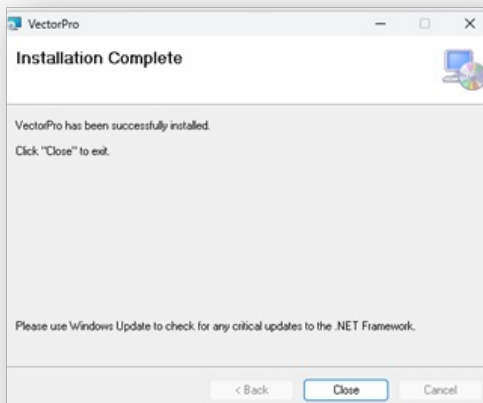 VectorPro
Installation Complete
VectorPro has been successfully installed.
Click "Close" to exit.
Please use Windows Update to check for any critical updates to the .NET Framework.
< Back
Close
Cancel